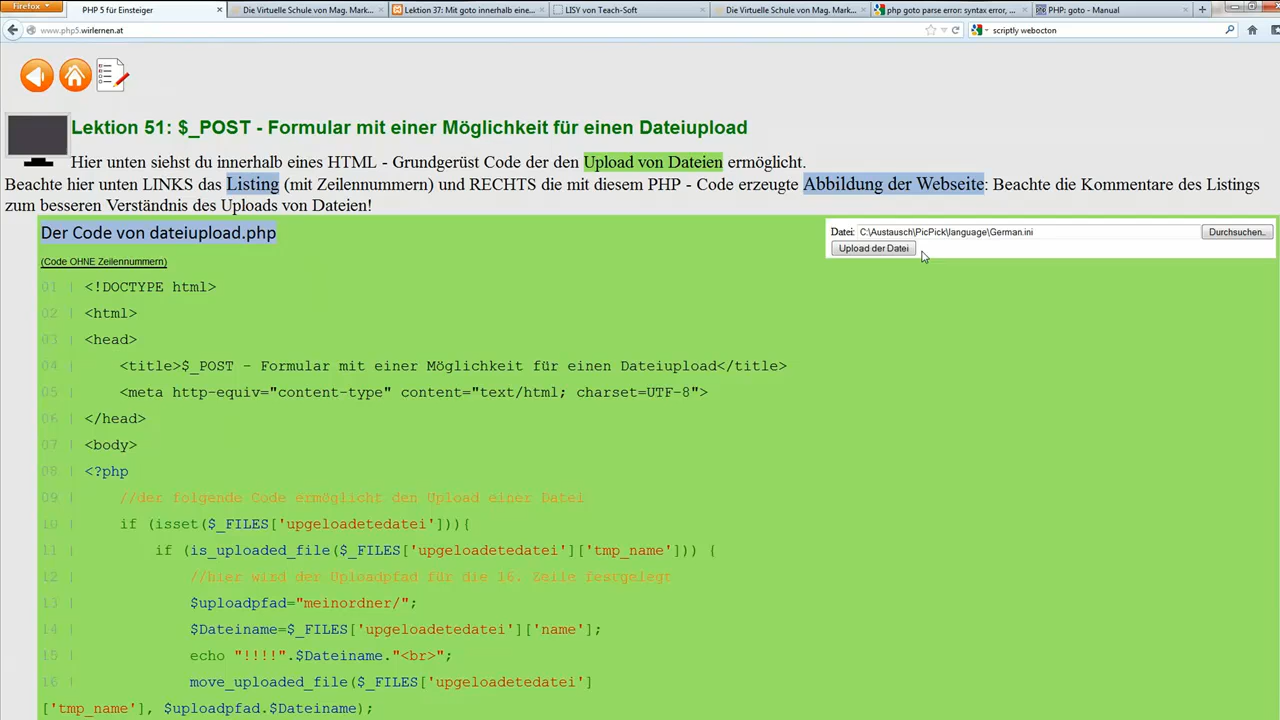 Firefox
PHP 5 für Einsteiger
Die Virtuelle Schule von Mag. Mark...
Lektion 37: Mit goto innerhalb eine...
LISY von Teach-Soft
Die Virtuelle Schule von Mag. Mark...
php goto parse error: syntax error, ...
PHP: goto - Manual
www.php5.wirlernen.at
scriptly webocton
Lektion 51: $_POST - Formular mit einer Möglichkeit für einen Dateiupload
Hier unten siehst du innerhalb eines HTML - Grundgerüst Code der den Upload von Dateien ermöglicht.
Beachte hier unten LINKS das Listing (mit Zeilennummern) und RECHTS die mit diesem PHP - Code erzeugte Abbildung der Webseite: Beachte die Kommentare des Listings
zum besseren Verständnis des Uploads von Dateien!
Der Code von dateiupload.php
Datei: C:\Austausch\PicPick\language\German.ini Durchsuchen..
Upload der Datei
(Code OHNE Zeilennummern)
01 | <!DOCTYPE html>
02 | <html>
03 | <head>
04 | <title>$_POST - Formular mit einer Möglichkeit für einen Dateiupload</title>
05 | <meta http-equiv="content-type" content="text/html; charset=UTF-8">
06 | </head>
07 | <body>
08 | <?php
09 | //der folgende Code ermöglicht den Upload einer Datei
10 | if (isset($_FILES['upgeloadetedatei'])){
11 | if (is_uploaded_file($_FILES['upgeloadetedatei']['tmp_name'])) {
12 | //hier wird der Uploadpfad für die 16. Zeile festgelegt
13 | $uploadpfad="meinordner/";
14 | $Dateiname=$_FILES['upgeloadetedatei']['name'];
15 | echo "!!!!".$Dateiname."<br>";
16 | move_uploaded_file($_FILES['upgeloadetedatei']
['tmp_name'], $uploadpfad.$Dateiname);